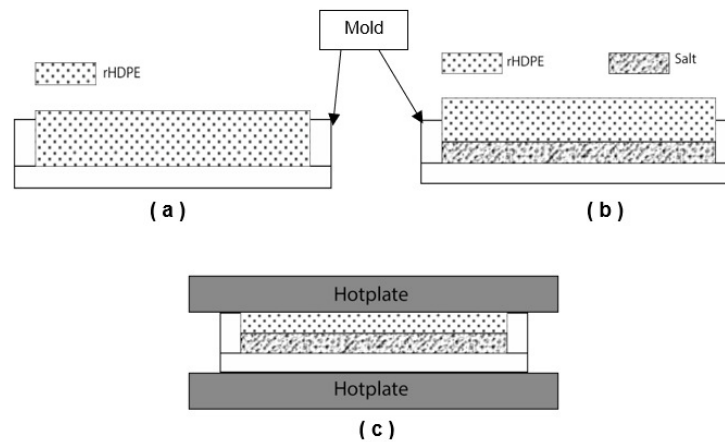 Mold
rHDPE
rHDPE
Salt
( a )
( b )
Hotplate
Hotplate
( c )